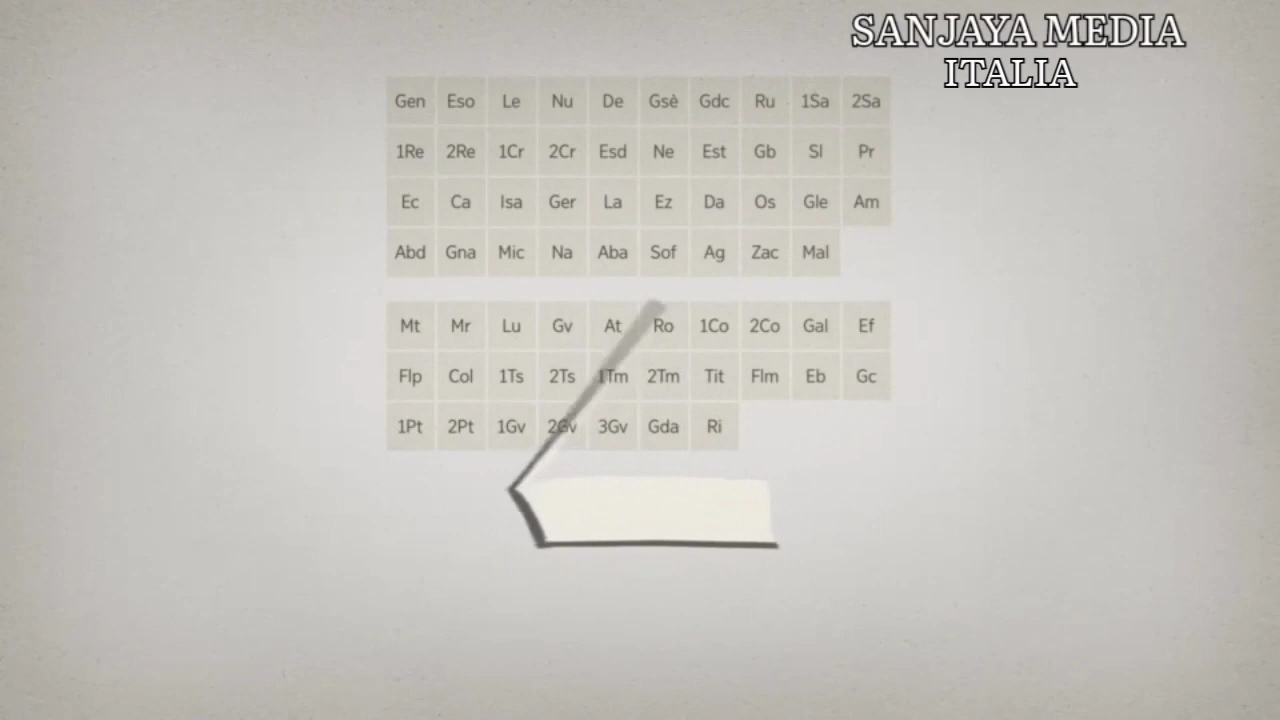 SANJAYA MEDIA
ITALIA
Gen Eso Le Nu De Gsè Gdc Ru 1Sa 2Sa
1Re 2Re 1Cr 2Cr Esd Ne Est Gb Sl Pr
Ec Ca Isa Ger La Ez Da Os Gle Am
Abd Gna Mic Na Aba Sof Ag Zac Mal
Mt Mr Lu Gv At Ro 1Co 2Co Gal Ef
Flp Col 1Ts 2Ts 1Tm 2Tm Tit Flm Eb Gc
1Pt 2Pt 1Gv 2Gv 3Gv Gda Ri